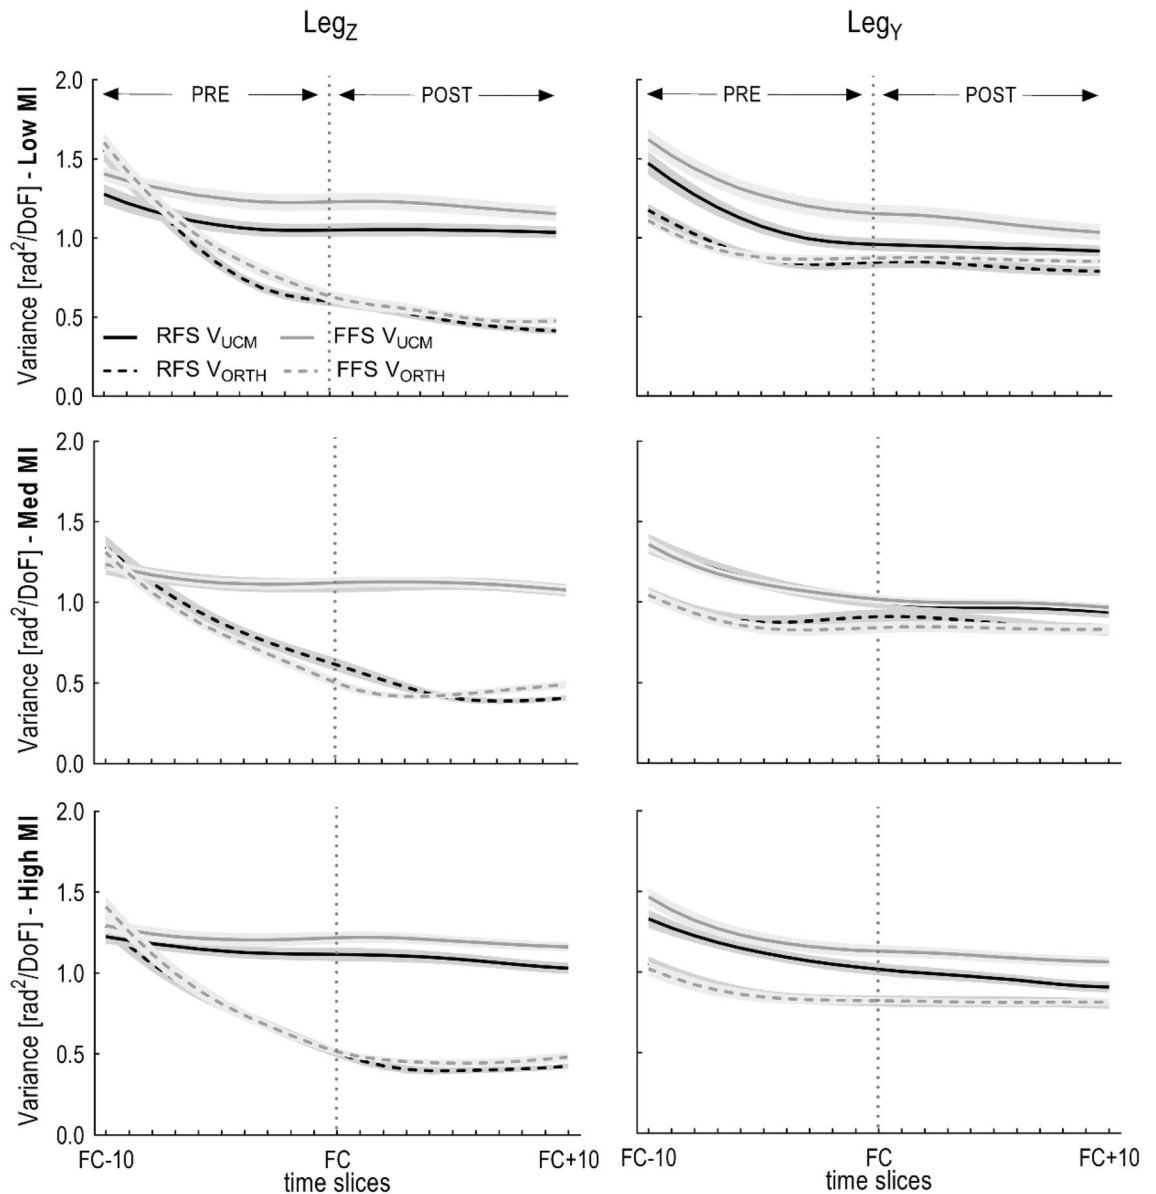 Leg_Z Leg_Y
Variance [rad²/DoF] - Low MI
2.0
1.5
1.0
0.5
0.0
PRE POST
PRE POST
RFS V_UCM FFS V_UCM
RFS V_ORTH FFS V_ORTH
Variance [rad²/DoF] - Med MI
2.0
1.5
1.0
0.5
0.0
Variance [rad²/DoF] - High MI
2.0
1.5
1.0
0.5
0.0
FC-10 FC FC+10
time slices
FC-10 FC FC+10
time slices